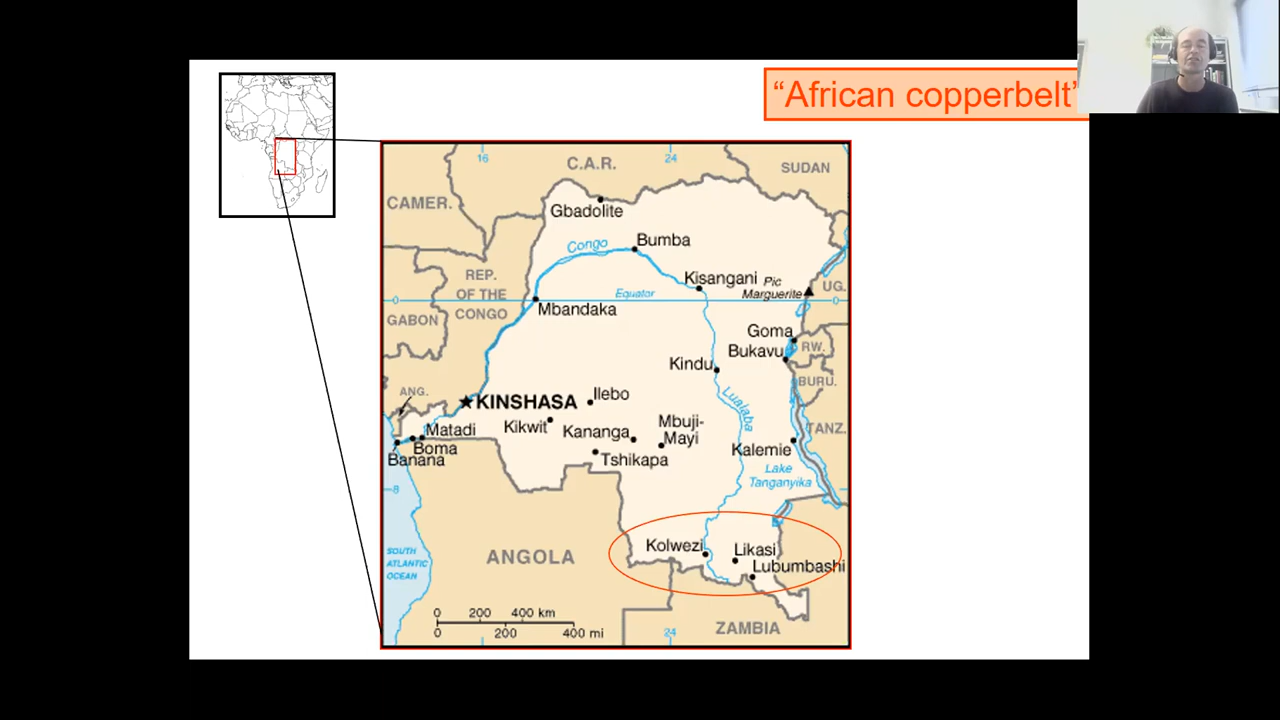 “African copperbelt”
16
C.A.R.
24
SUDAN
CAMER.
Gbadolite
Congo
Bumba
REP.
OF THE
CONGO
Kisangani
Pic
Marguerite
UG.
0
Equator
0
Mbandaka
GABON
Goma
RW.
Bukavu
Kindu
BURU.
ANG.
Ilebo
KINSHASA
Lualaba
Kikwit
Kananga
Mbuji-
Mayi
TANZ.
Matadi
Boma
Banana
Tshikapa
Kalemie
Lake
Tanganyika
8
Kolwezi
Likasi
Lubumbashi
SOUTH
ATLANTIC
OCEAN
ANGOLA
0 200 400 km
0 200 400 mi
24
ZAMBIA